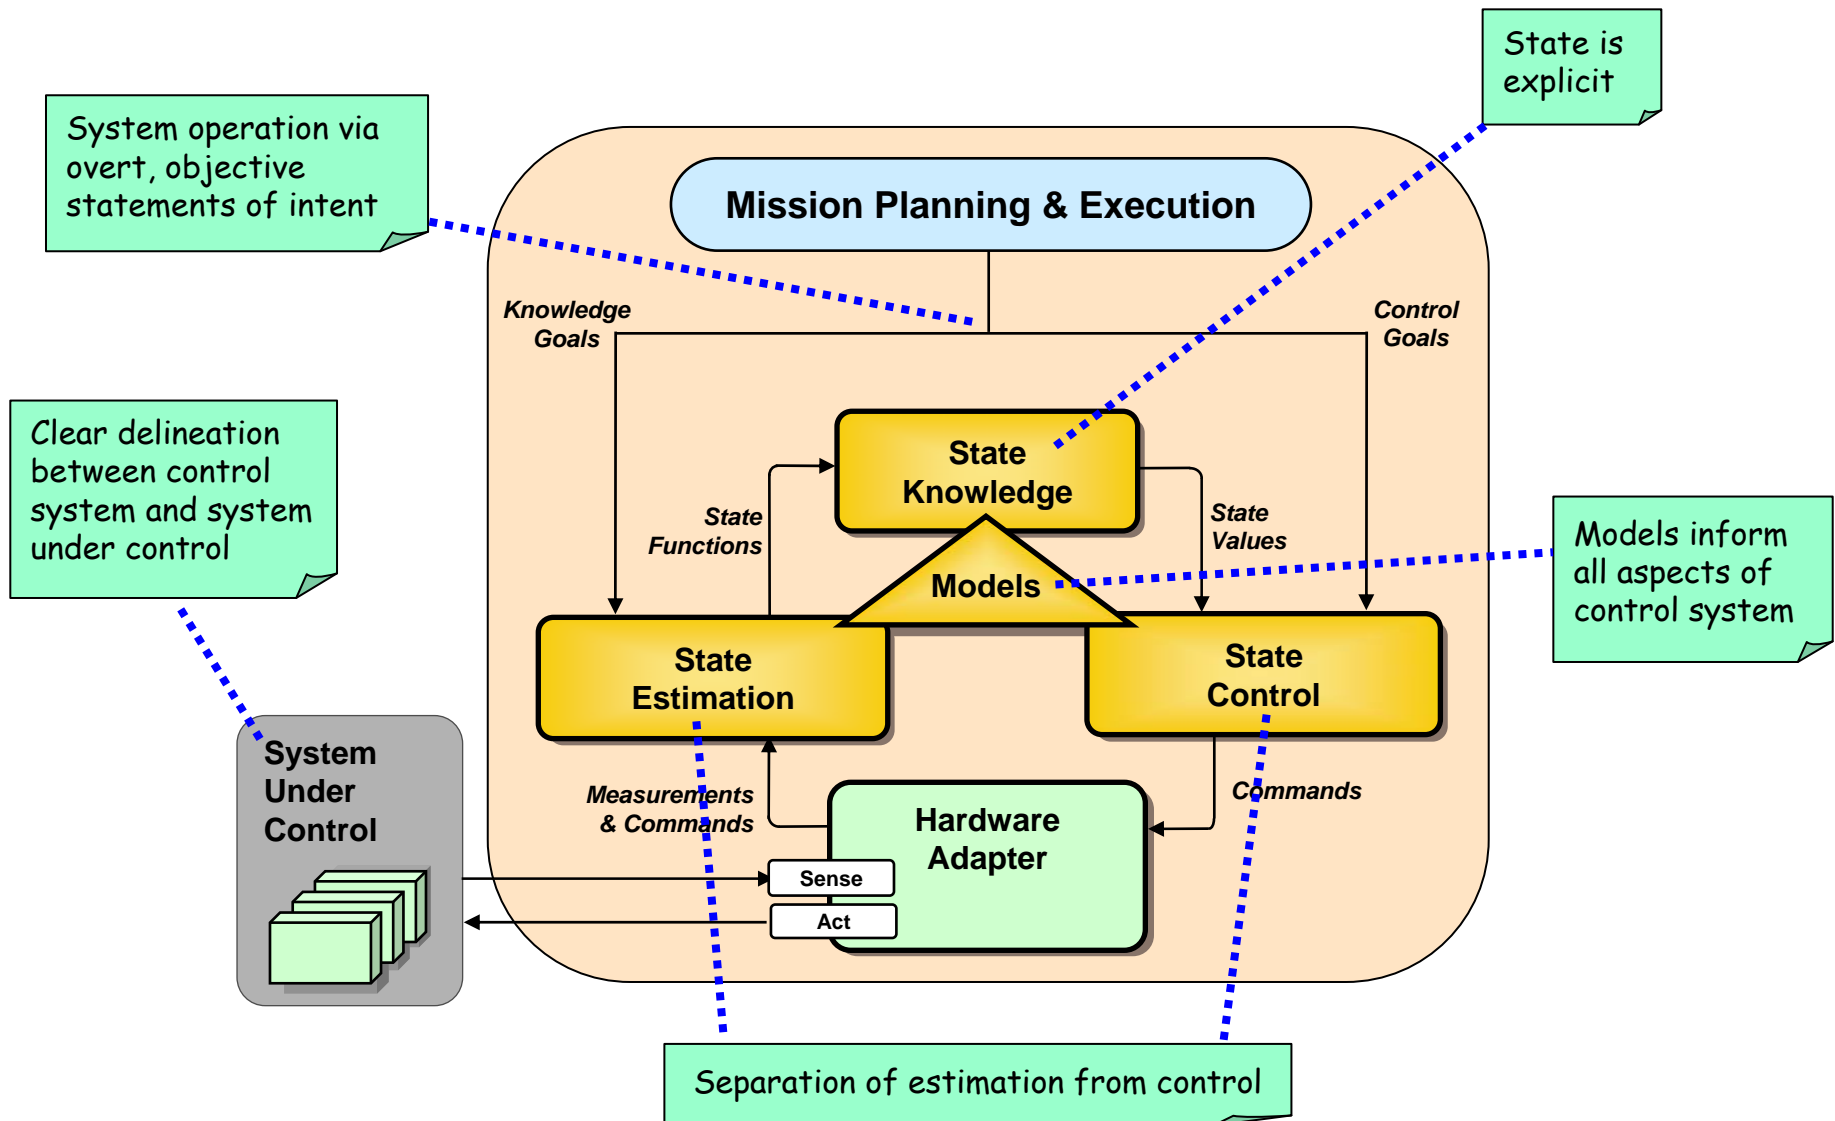 State is
explicit
System operation via
overt, objective
statements of intent
Mission Planning & Execution
Knowledge
Goals
Control
Goals
Clear delineation
between control
system and system
under control
State
Knowledge
State
Functions
State
Values
Models
Models inform
all aspects of
control system
State
Estimation
State
Control
System
Under
Control
Measurements
& Commands
Commands
Hardware
Adapter
Sense
Act
Separation of estimation from control